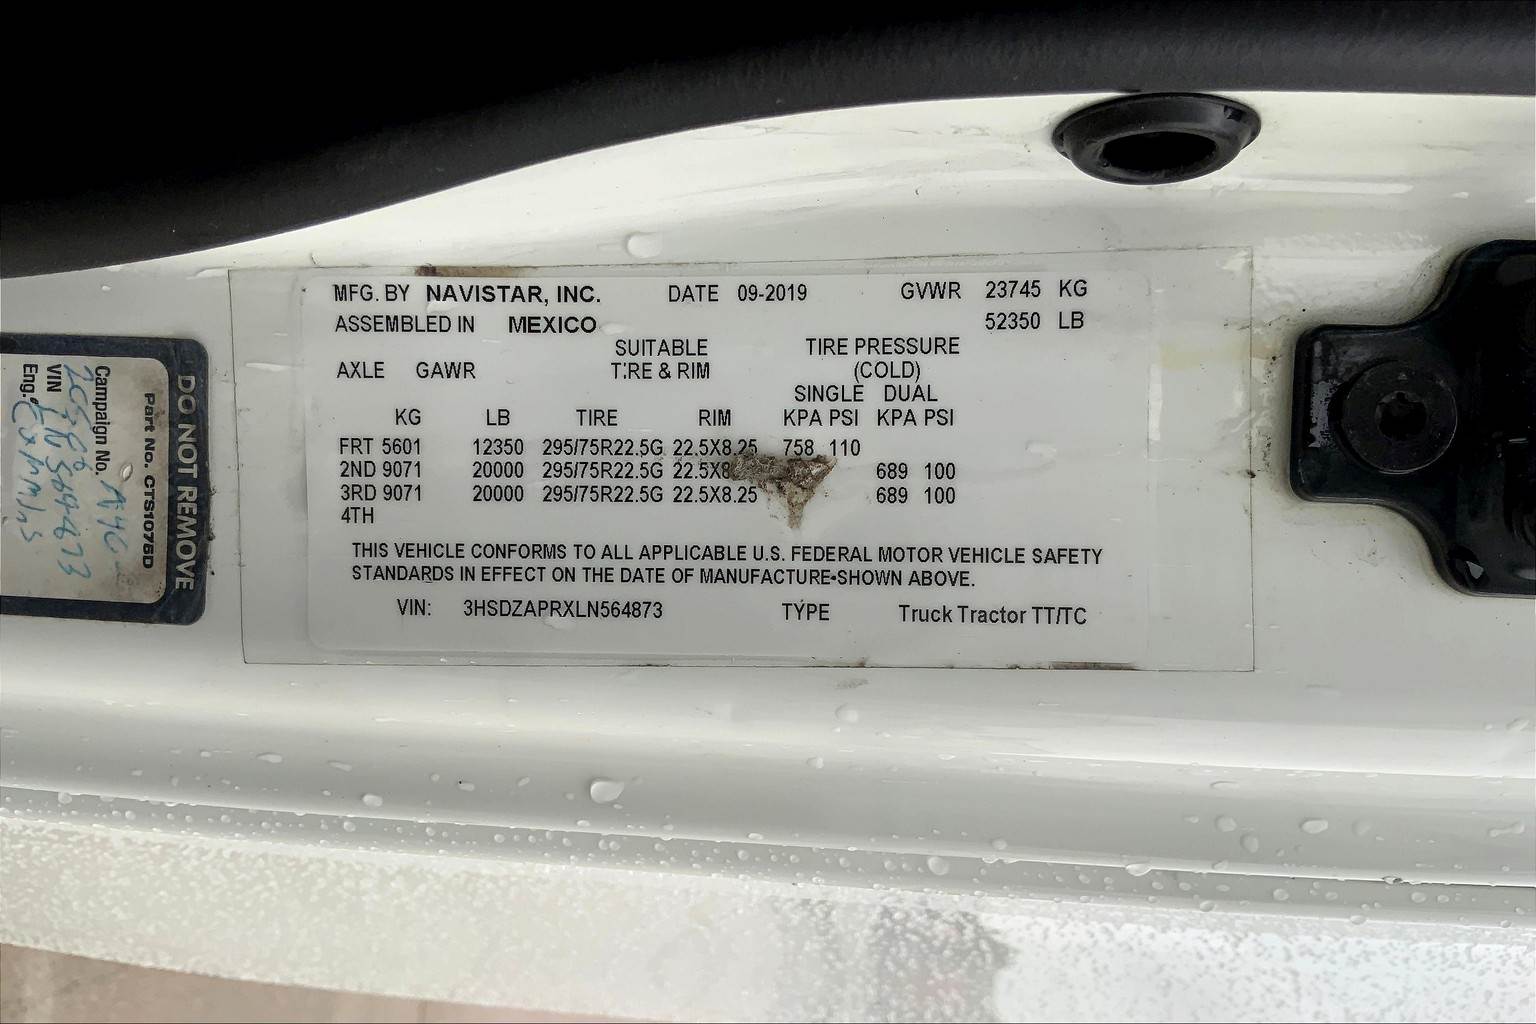 MFG. BY NAVISTAR, INC. DATE 09-2019 GVWR 23745 KG
ASSEMBLED IN MEXICO 52350 LB
SUITABLE TIRE PRESSURE
AXLE GAWR TIRE & RIM (COLD)
SINGLE DUAL
KG LB TIRE RIM KPA PSI KPA PSI
FRT 5601 12350 295/75R22.5G 22.5X8.25 758 110
2ND 9071 20000 295/75R22.5G 689 100
3RD 9071 20000 295/75R22.5G 22.5X8.25 689 100
4TH
THIS VEHICLE CONFORMS TO ALL APPLICABLE U.S. FEDERAL MOTOR VEHICLE SAFETY
STANDARDS IN EFFECT ON THE DATE OF MANUFACTURE•SHOWN ABOVE.
VIN: 3HSDZAPRXLN564873 TYPE Truck Tractor TT/TC
DO NOT REMOVE
Part No. CTS1075D
Campaign No.
VIN
Eng. Cummins